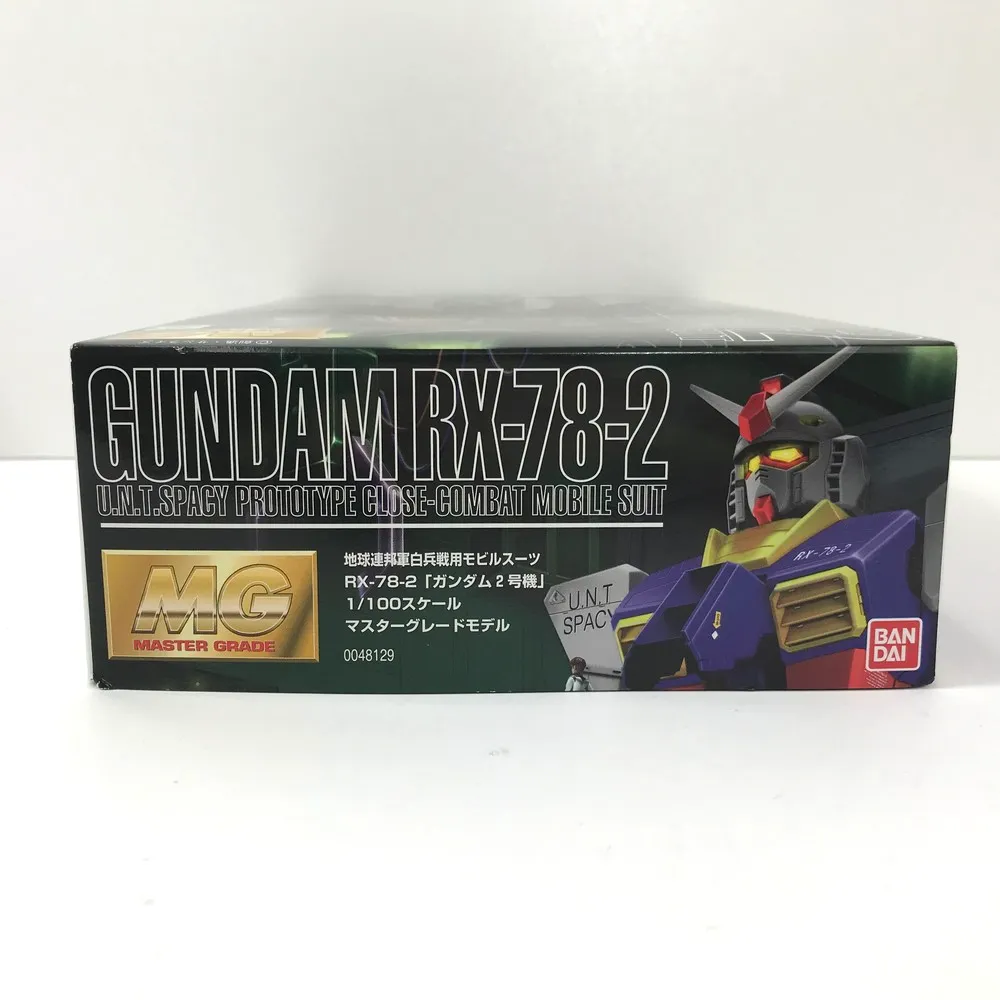 GUNDAM RX-78-2
U.N.T.SPACY PROTOTYPE CLOSE-COMBAT MOBILE SUIT
MG
MASTER GRADE
地球連邦軍白兵戦用モビルスーツ
RX-78-2「ガンダム2号機」
1/100スケール
マスターグレードモデル
0048129
U.N.T
SPACY
RX-78-2
BAN
DAI